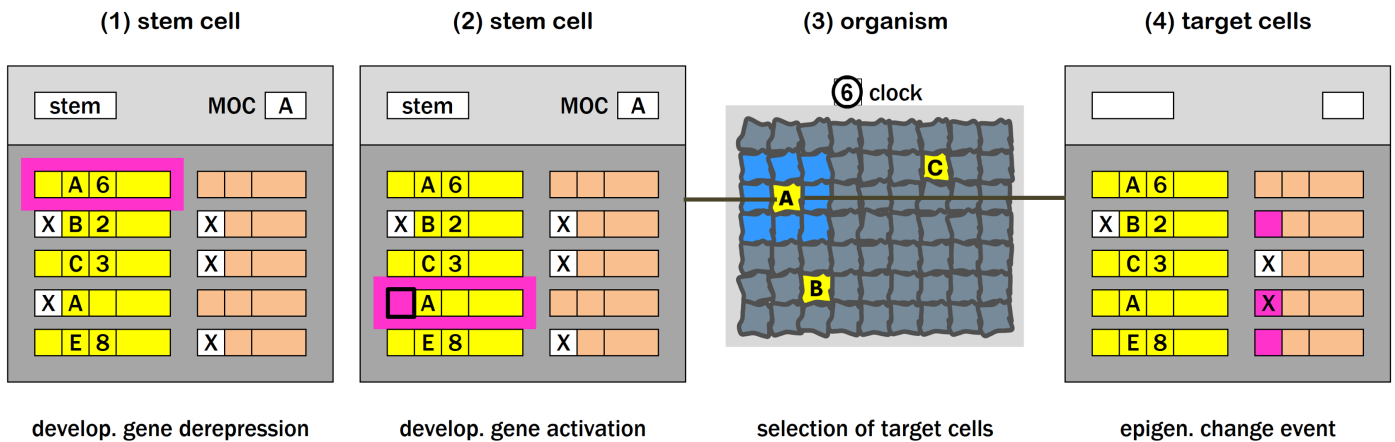 (1) stem cell
(2) stem cell
(3) organism
(4) target cells
stem MOC A
A 6
X B 2 X
C 3 X
X A
E 8 X
stem MOC A
A 6
X B 2 X
C 3 X
A
E 8 X
6 clock
C
A
B
A 6
X B 2
C 3 X
A X
E 8
develop. gene derepression
develop. gene activation
selection of target cells
epigen. change event